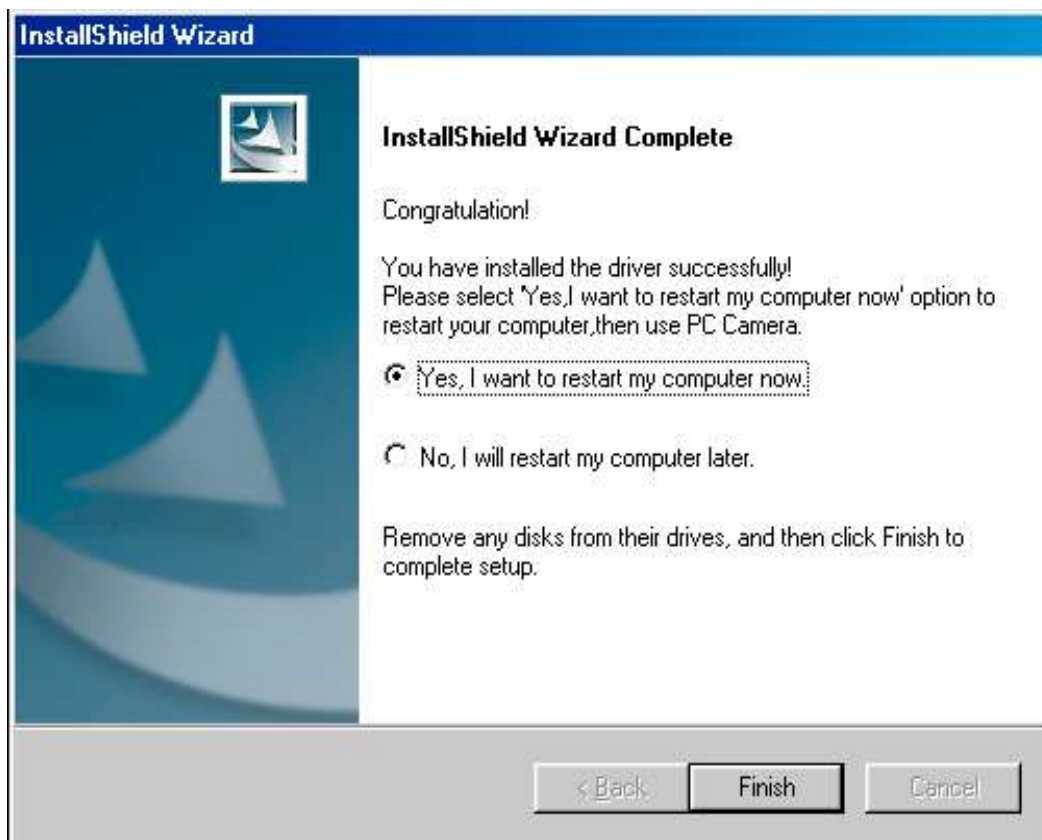 InstallShield Wizard
InstallShield Wizard Complete
Congratulation!
You have installed the driver successfully!
Please select 'Yes,I want to restart my computer now' option to
restart your computer,then use PC Camera.
Yes, I want to restart my computer now.
No, I will restart my computer later.
Remove any disks from their drives, and then click Finish to
complete setup.
< Back
Finish
Cancel